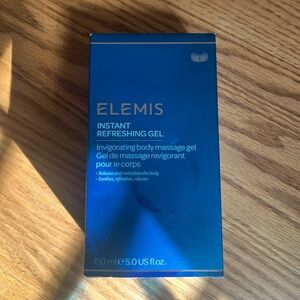 ELEMIS
INSTANT
REFRESHING GEL
Invigorating body massage gel
Gel de massage revigorant
pour le corps
• Relaxes and revitalises the body
• Soothes, refreshes, relaxes
150 ml e 5.0 US fl.oz.